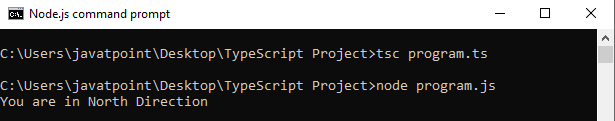 Node.js command prompt
C:\Users\javatpoint\Desktop\TypeScript Project>tsc program.ts
C:\Users\javatpoint\Desktop\TypeScript Project>node program.js
You are in North Direction